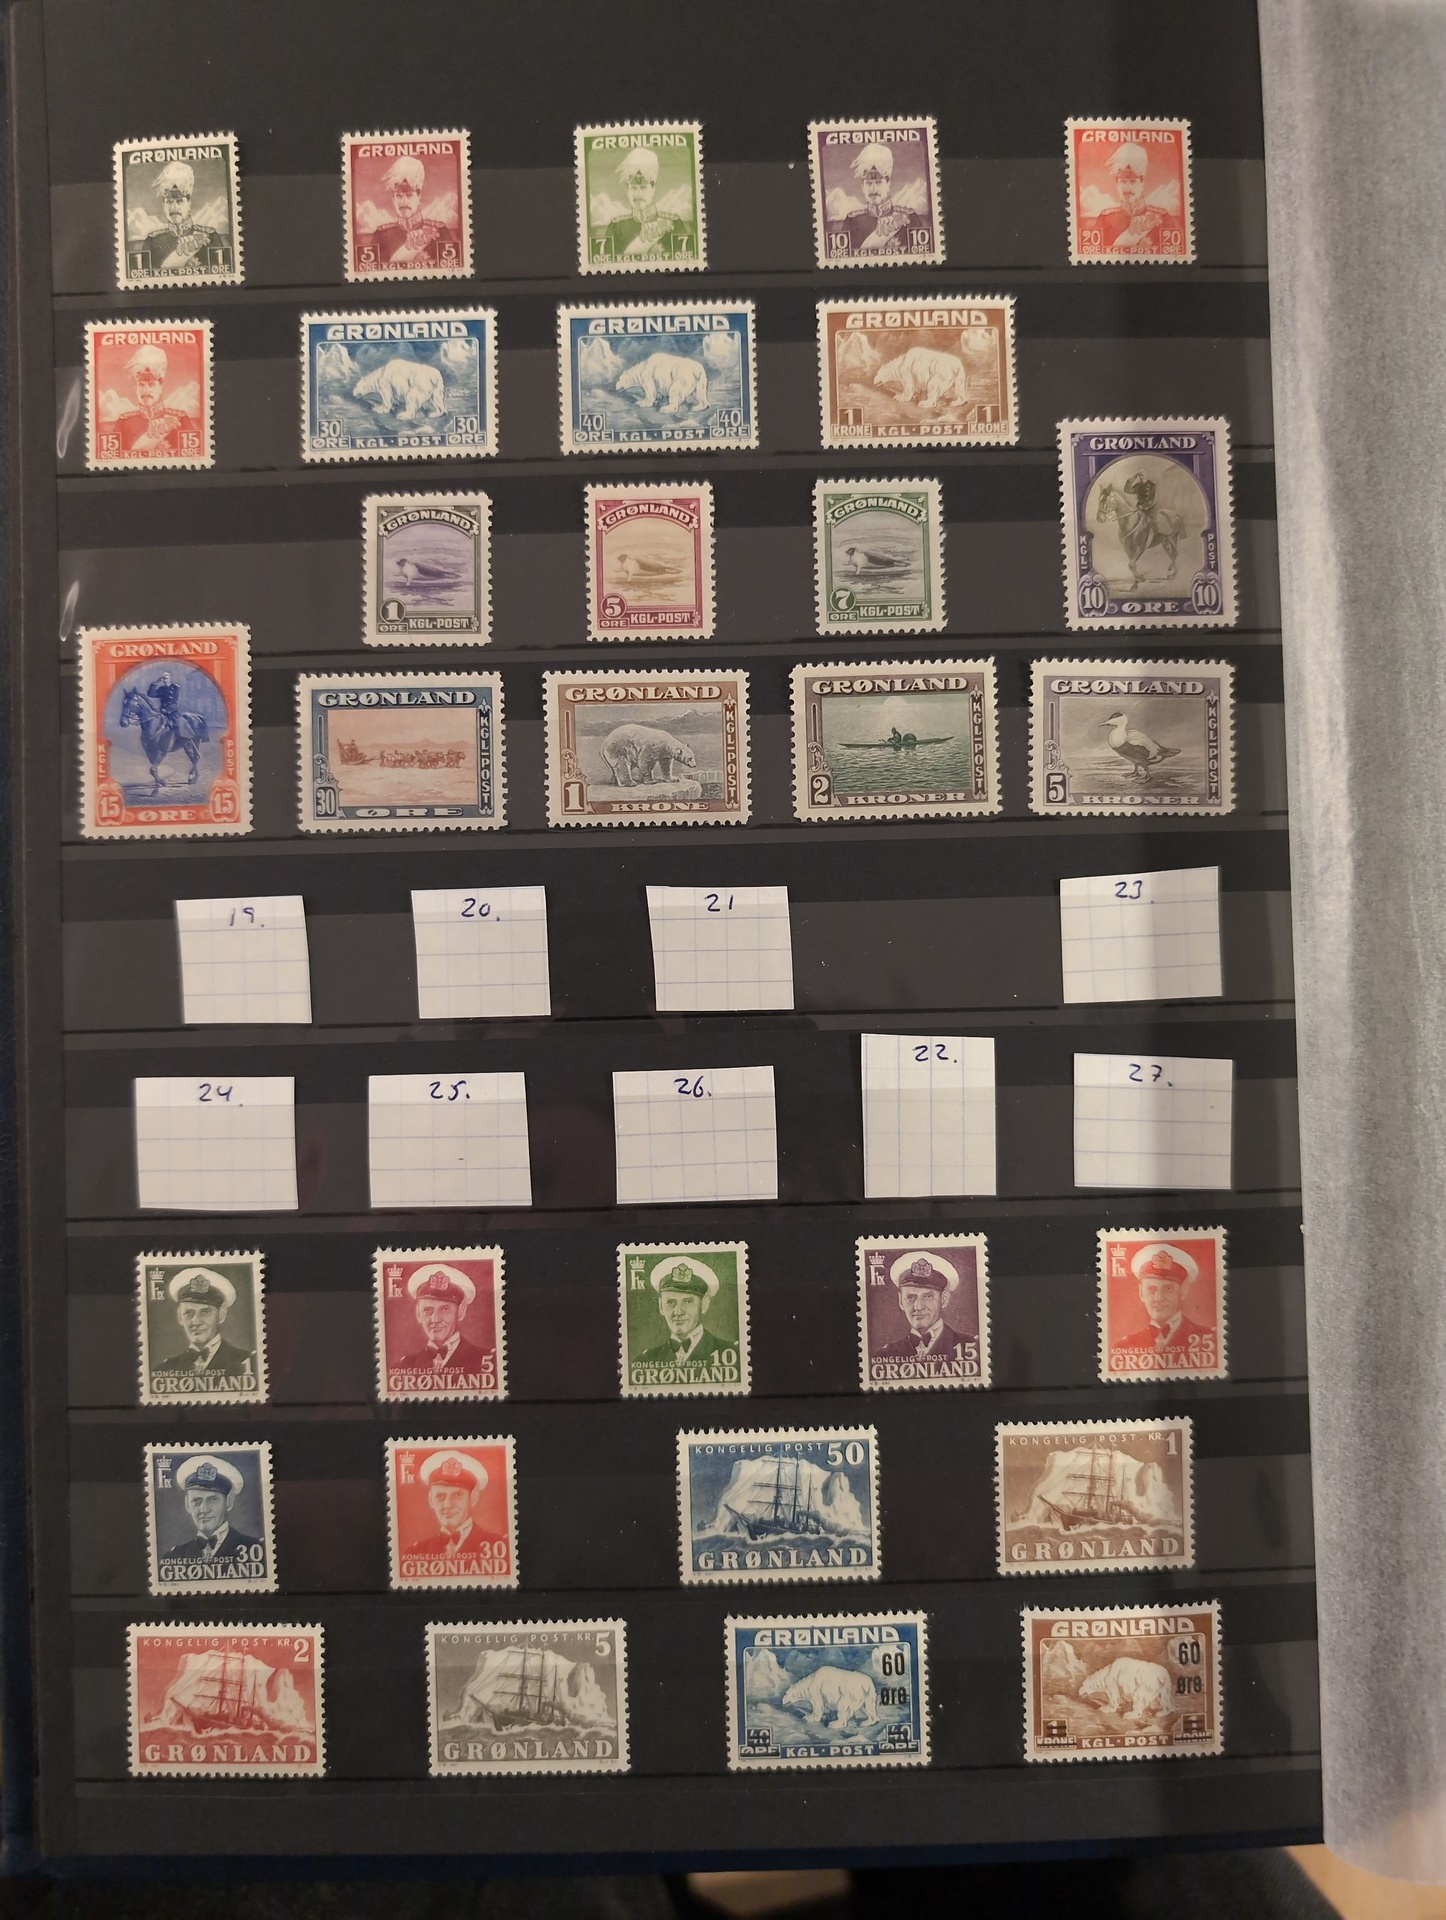 GRØNLAND
1 1
ØRE KGL·POST ØRE
GRØNLAND
5 5
ØRE KGL·POST ØRE
GRØNLAND
7 7
ØRE KGL·POST ØRE
GRØNLAND
10 10
ØRE KGL·POST ØRE
GRØNLAND
20 20
ØRE KGL·POST ØRE
GRØNLAND
15 15
ØRE KGL·POST ØRE
GRØNLAND
30 30
ØRE KGL·POST ØRE
GRØNLAND
40 40
ØRE KGL·POST ØRE
GRØNLAND
1 1
KRONE KGL·POST KRONE
GRØNLAND
1
ØRE KGL-POST
GRØNLAND
5
ØRE KGL-POST
GRØNLAND
7
ØRE KGL-POST
GRØNLAND
KGL- POST
10 ØRE 10
GRØNLAND
KGL- POST
15 ØRE 15
GRØNLAND
KGL-POST
30 ØRE
GRØNLAND
KGL-POST
1 KRONE
GRØNLAND
KGL-POST
2 KRONER
GRØNLAND
KGL-POST
5 KRONER
19.
20.
21
23.
24.
25.
26.
22.
27.
KONGELIG POST 1
GRØNLAND
KONGELIG POST 5
GRØNLAND
KONGELIG POST 10
GRØNLAND
KONGELIG POST 15
GRØNLAND
KONGELIG POST 25
GRØNLAND
KONGELIG POST 30
GRØNLAND
KONGELIG POST 30
GRØNLAND
KONGELIG POST 50
GRØNLAND
KONGELIG POST. KR. 1
GRØNLAND
KONGELIG POST. KR. 2
GRØNLAND
KONGELIG POST. KR. 5
GRØNLAND
GRØNLAND
60
øre
40 40
ØRE KGL·POST ØRE
GRØNLAND
60
øre
1 1
KRONE KGL·POST KRONE